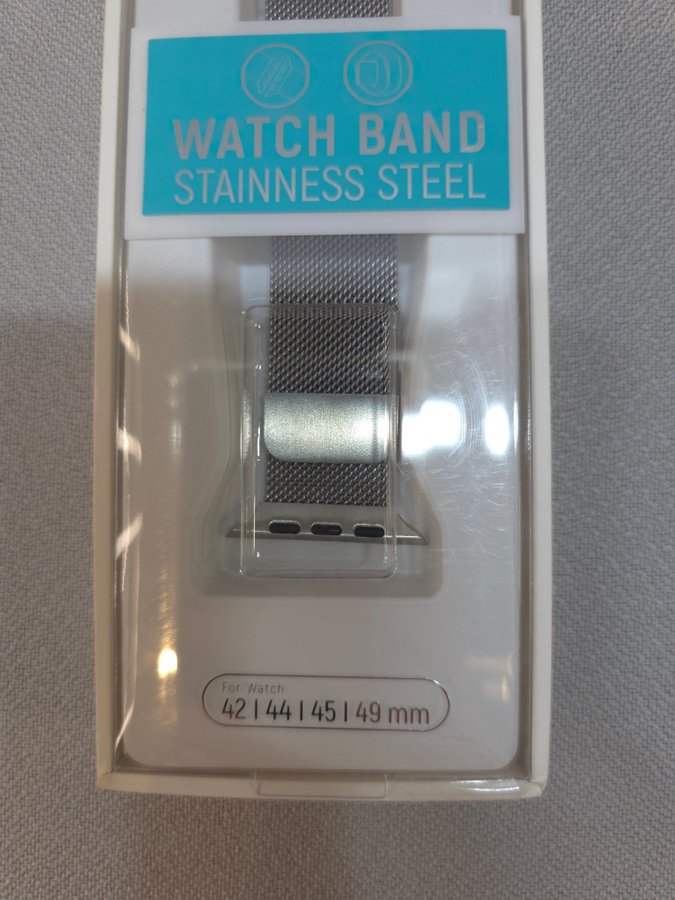 WATCH BAND
STAINNESS STEEL
For Watch
42 | 44 | 45 | 49 mm